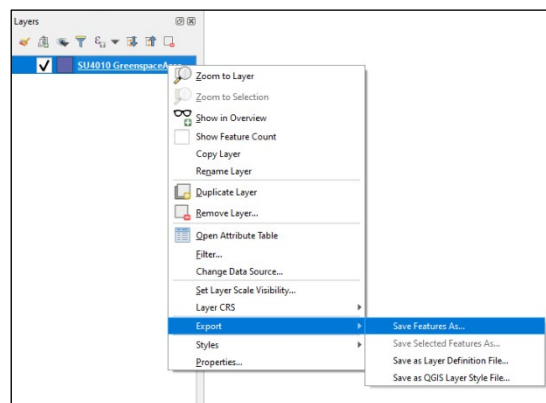 Layers
SU4010 GreenspaceArea
Zoom to Layer
Zoom to Selection
Show in Overview
Show Feature Count
Copy Layer
Rename Layer
Duplicate Layer
Remove Layer...
Open Attribute Table
Filter...
Change Data Source...
Set Layer Scale Visibility...
Layer CRS
Export
Styles
Properties...
Save Features As...
Save Selected Features As...
Save as Layer Definition File...
Save as QGIS Layer Style File...